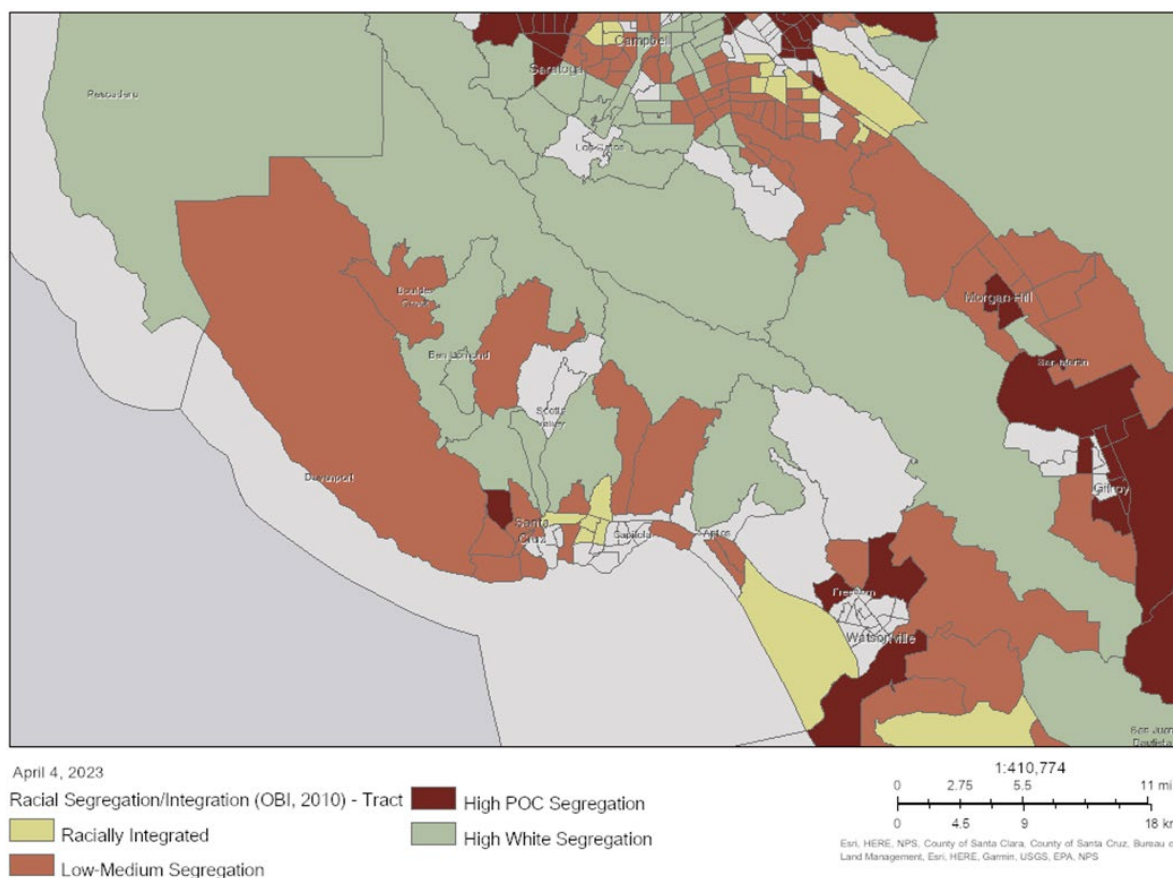 Campbell
Saratoga
Pescadero
Los Gatos
Boulder
Creek
Morgan Hill
Ben Lomond
San Martin
Scotts
Valley
Davenport
Gilroy
Santa
Cruz
Capitola
Aptos
Freedom
Watsonville
San Juan
Bautista
April 4, 2023
Racial Segregation/Integration (OBI, 2010) - Tract
Racially Integrated
Low-Medium Segregation
High POC Segregation
High White Segregation
1:410,774
0 2.75 5.5 11 mi
0 4.5 9 18 km
Esri, HERE, NPS, County of Santa Clara, County of Santa Cruz, Bureau of
Land Management, Esri, HERE, Garmin, USGS, EPA, NPS